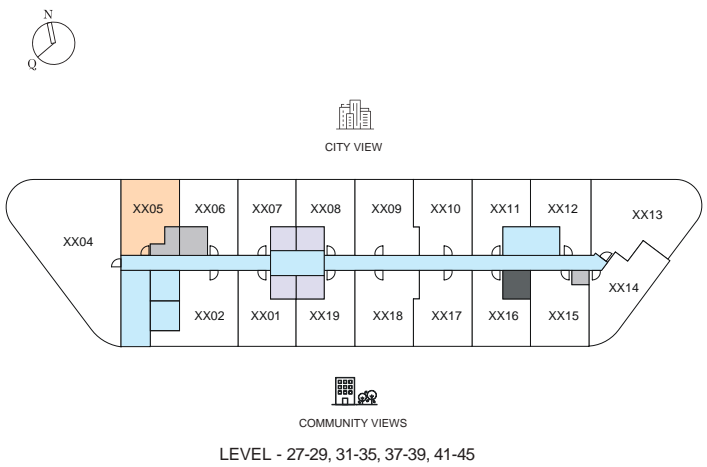 N
Q
CITY VIEW
XX05 XX06 XX07 XX08 XX09 XX10 XX11 XX12 XX13
XX04
XX14
XX02 XX01 XX19 XX18 XX17 XX16 XX15
COMMUNITY VIEWS
LEVEL - 27-29, 31-35, 37-39, 41-45